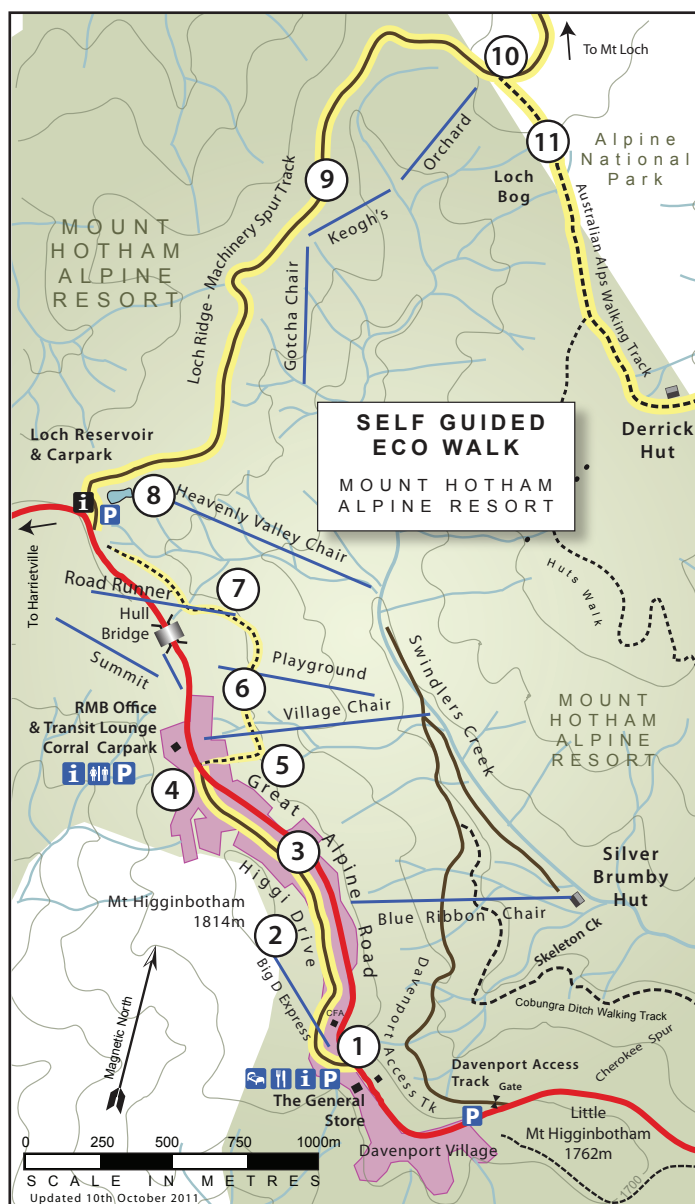 10
To Mt Loch
11
Alpine
National
Park
Loch
Bog
Orchard
9
Keogh's
Loch Ridge - Machinery Spur Track
MOUNT
HOTHAM
ALPINE
RESORT
Gotcha Chair
Australian Alps Walking Track
Derrick
Hut
SELF GUIDED
ECO WALK
MOUNT HOTHAM
ALPINE RESORT
Loch Reservoir
& Carpark
i
P
8
Heavenly Valley Chair
To Harrietville
Road Runner
7
Hull
Bridge
Huts Walk
Summit
Playground
6
Village Chair
Swindlers Creek
MOUNT
HOTHAM
ALPINE
RESORT
RMB Office
& Transit Lounge
Corral Carpark
i
P
5
4
Great Alpine Road
3
Higgi Drive
Mt Higginbotham
1814m
2
Big D Express
Blue Ribbon Chair
Silver
Brumby
Hut
Skeleton Ck
Davenport Access Tk
Cobungra Ditch Walking Track
Magnetic North
CFA
1
i
P
The General
Store
Davenport Access
Track
Gate
P
Cherokee Spur
Little
Mt Higginbotham
1762m
Davenport Village
1700
0 250 500 750 1000m
SCALE IN METRES
Updated 10th October 2011